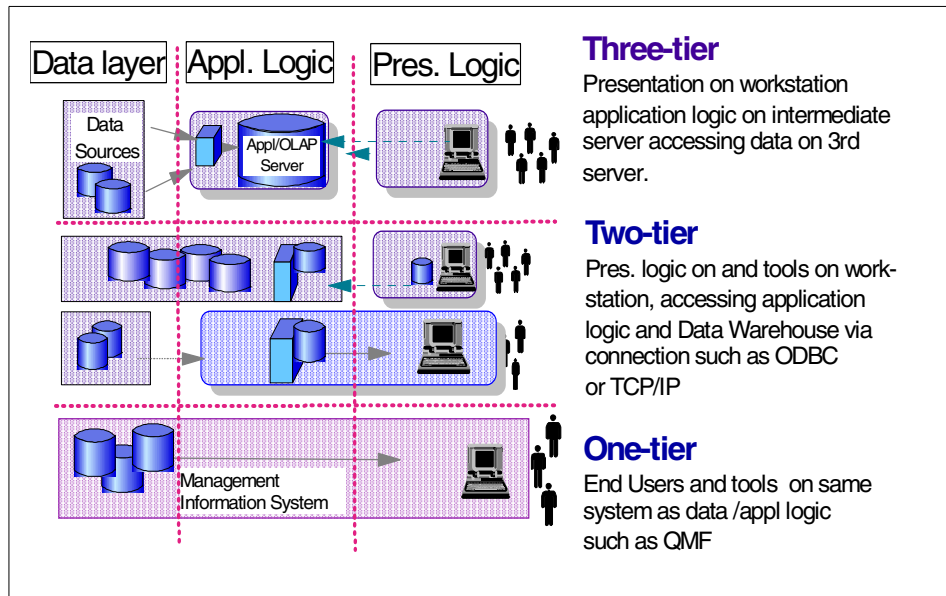 Data layer
Appl. Logic
Pres. Logic
Data
Sources
Appl/OLAP
Server
Three-tier
Presentation on workstation
application logic on intermediate
server accessing data on 3rd
server.
Two-tier
Pres. logic on and tools on work-
station, accessing application
logic and Data Warehouse via
connection such as ODBC
or TCP/IP
Management
Information System
One-tier
End Users and tools on same
system as data /appl logic
such as QMF